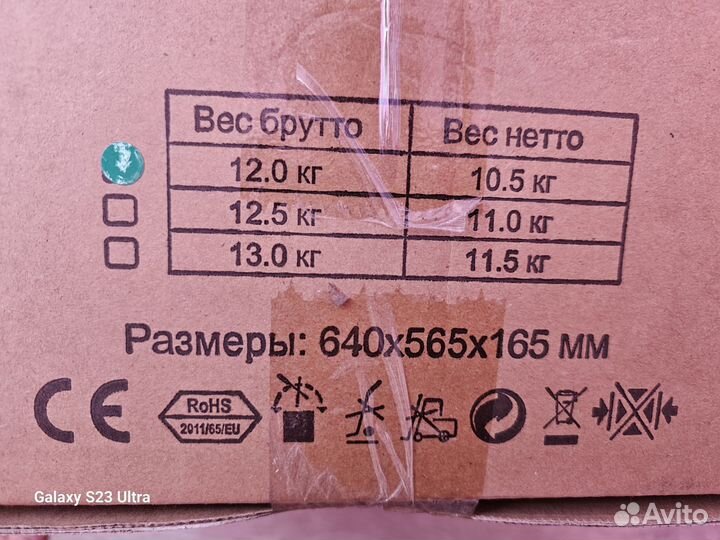 Вес брутто Вес нетто
12.0 кг 10.5 кг
12.5 кг 11.0 кг
13.0 кг 11.5 кг
Размеры: 640x565x165 мм
CE
RoHS
2011/65/EU
Galaxy S23 Ultra
Avito